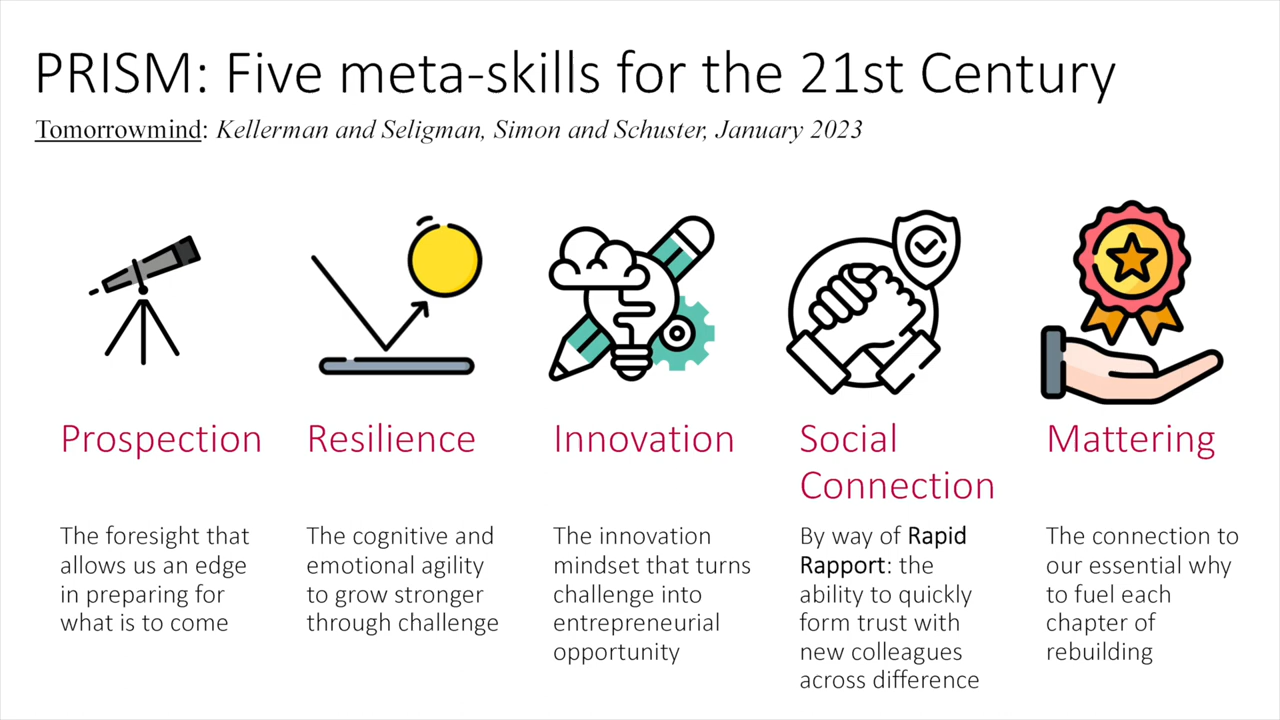 PRISM: Five meta-skills for the 21st Century
Tomorrowmind: Kellerman and Seligman, Simon and Schuster, January 2023
Prospection
The foresight that
allows us an edge
in preparing for
what is to come
Resilience
The cognitive and
emotional agility
to grow stronger
through challenge
Innovation
The innovation
mindset that turns
challenge into
entrepreneurial
opportunity
Social
Connection
By way of Rapid
Rapport: the
ability to quickly
form trust with
new colleagues
across difference
Mattering
The connection to
our essential why
to fuel each
chapter of
rebuilding